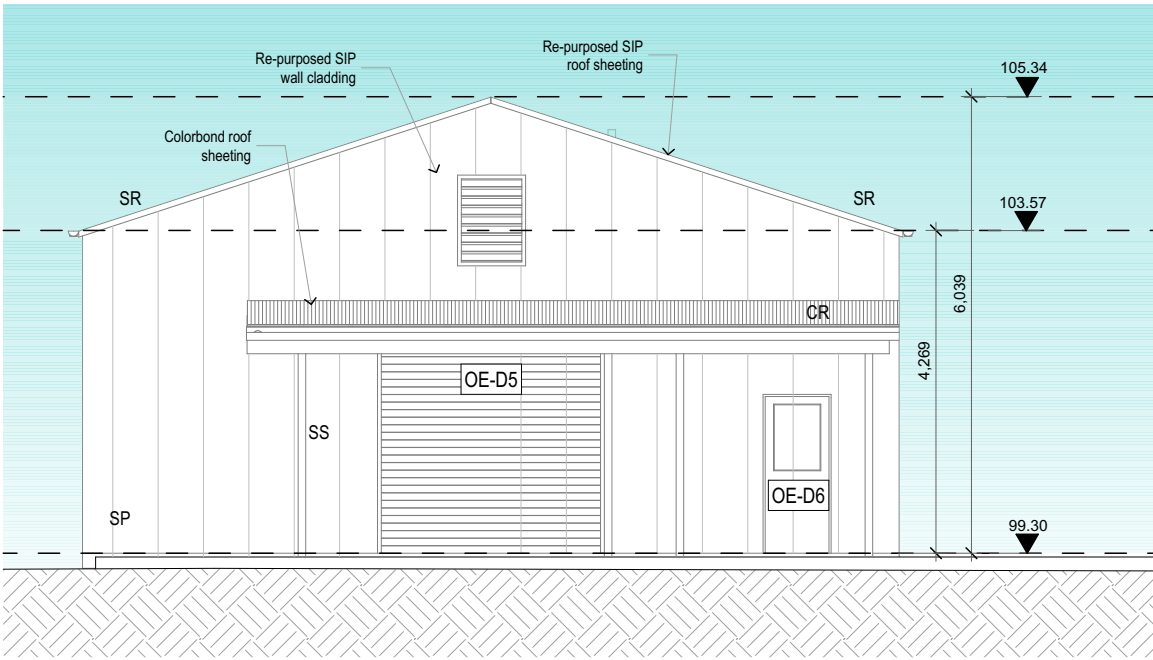 Re-purposed SIP
wall cladding
Re-purposed SIP
roof sheeting
105.34
Colorbond roof
sheeting
SR
SR
103.57
6,039
CR
4,269
OE-D5
SS
OE-D6
SP
99.30